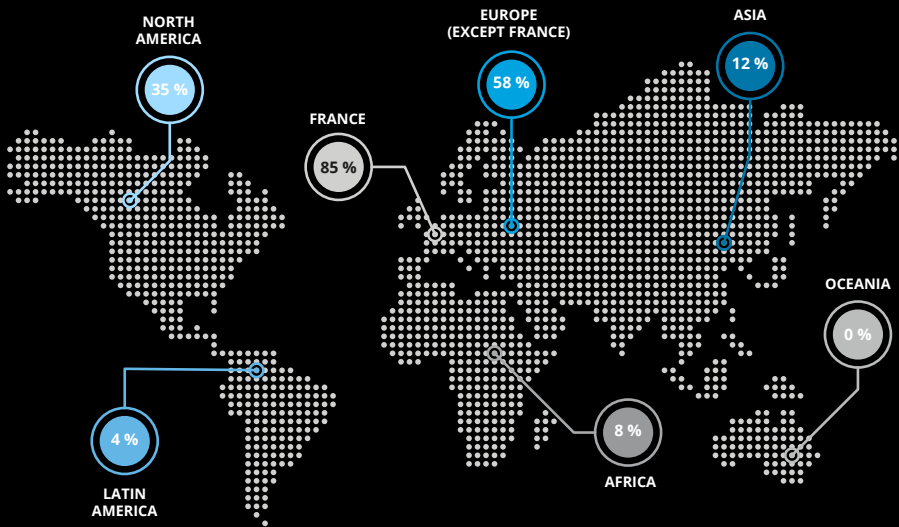 NORTH
AMERICA
35 %
EUROPE
(EXCEPT FRANCE)
58 %
ASIA
12 %
FRANCE
85 %
OCEANIA
0 %
4 %
LATIN
AMERICA
8 %
AFRICA